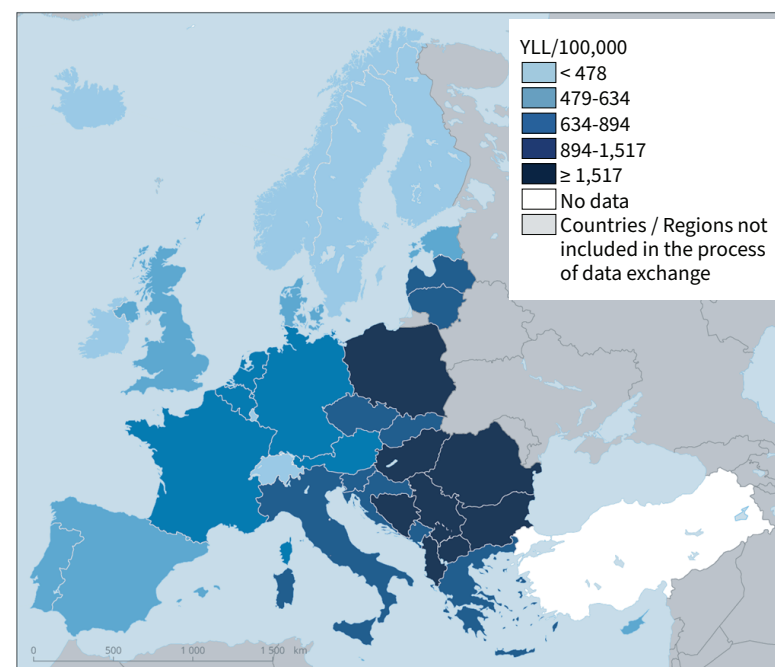 YLL/100,000
< 478
479-634
634-894
894-1,517
≥ 1,517
No data
Countries / Regions not
included in the process
of data exchange
0 500 1 000 1 500 km